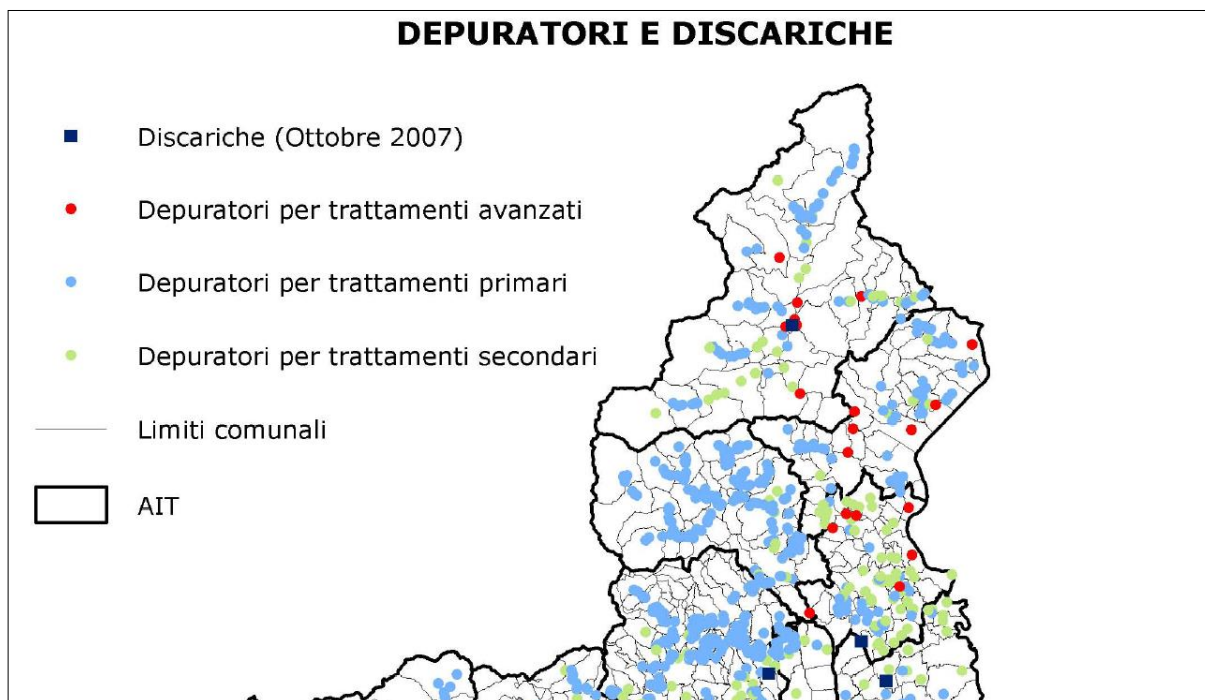 DEPURATORI E DISCARICHE
Discariche (Ottobre 2007)
Depuratori per trattamenti avanzati
Depuratori per trattamenti primari
Depuratori per trattamenti secondari
Limiti comunali
AIT